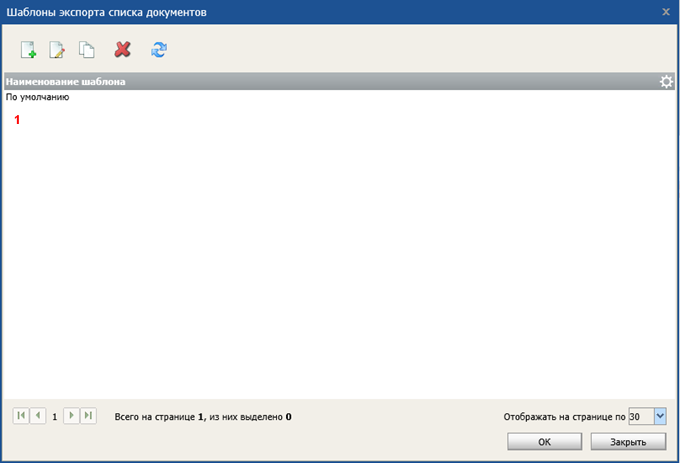 Шаблоны экспорта списка документов
Наименование шаблона
По умолчанию
1
1 Всего на странице 1, из них выделено 0 Отображать на странице по 30
ОК Закрыть